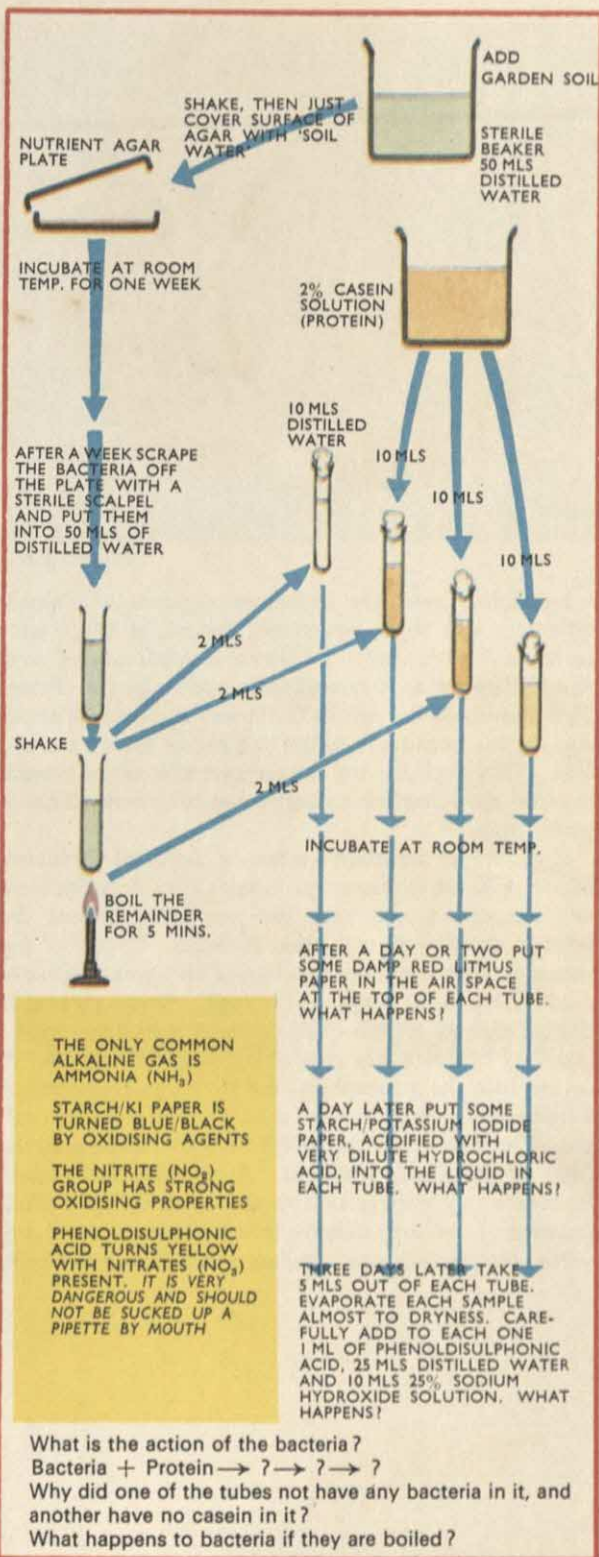 ADD
GARDEN SOIL
STERILE
BEAKER
50 MLS
DISTILLED
WATER
SHAKE, THEN JUST
COVER SURFACE OF
AGAR WITH 'SOIL
WATER'
NUTRIENT AGAR
PLATE
INCUBATE AT ROOM
TEMP. FOR ONE WEEK
2% CASEIN
SOLUTION
(PROTEIN)
AFTER A WEEK SCRAPE
THE BACTERIA OFF
THE PLATE WITH A
STERILE SCALPEL
AND PUT THEM
INTO 50 MLS OF
DISTILLED WATER
10 MLS
DISTILLED
WATER
10 MLS
10 MLS
10 MLS
2 MLS
2 MLS
2 MLS
SHAKE
BOIL THE
REMAINDER
FOR 5 MINS.
INCUBATE AT ROOM TEMP.
AFTER A DAY OR TWO PUT
SOME DAMP RED LITMUS
PAPER IN THE AIR SPACE
AT THE TOP OF EACH TUBE.
WHAT HAPPENS?
A DAY LATER PUT SOME
STARCH/POTASSIUM IODIDE
PAPER, ACIDIFIED WITH
VERY DILUTE HYDROCHLORIC
ACID, INTO THE LIQUID IN
EACH TUBE. WHAT HAPPENS?
THREE DAYS LATER TAKE
5 MLS OUT OF EACH TUBE.
EVAPORATE EACH SAMPLE
ALMOST TO DRYNESS. CARE-
FULLY ADD TO EACH ONE
1 ML OF PHENOLDISULPHONIC
ACID, 25 MLS DISTILLED WATER
AND 10 MLS 25% SODIUM
HYDROXIDE SOLUTION. WHAT
HAPPENS?
THE ONLY COMMON
ALKALINE GAS IS
AMMONIA (NH₃)
STARCH/KI PAPER IS
TURNED BLUE/BLACK
BY OXIDISING AGENTS
THE NITRITE (NO₂)
GROUP HAS STRONG
OXIDISING PROPERTIES
PHENOLDISULPHONIC
ACID TURNS YELLOW
WITH NITRATES (NO₃)
PRESENT. IT IS VERY
DANGEROUS AND SHOULD
NOT BE SUCKED UP A
PIPETTE BY MOUTH
What is the action of the bacteria?
Bacteria + Protein → ? → ? → ?
Why did one of the tubes not have any bacteria in it, and
another have no casein in it?
What happens to bacteria if they are boiled?